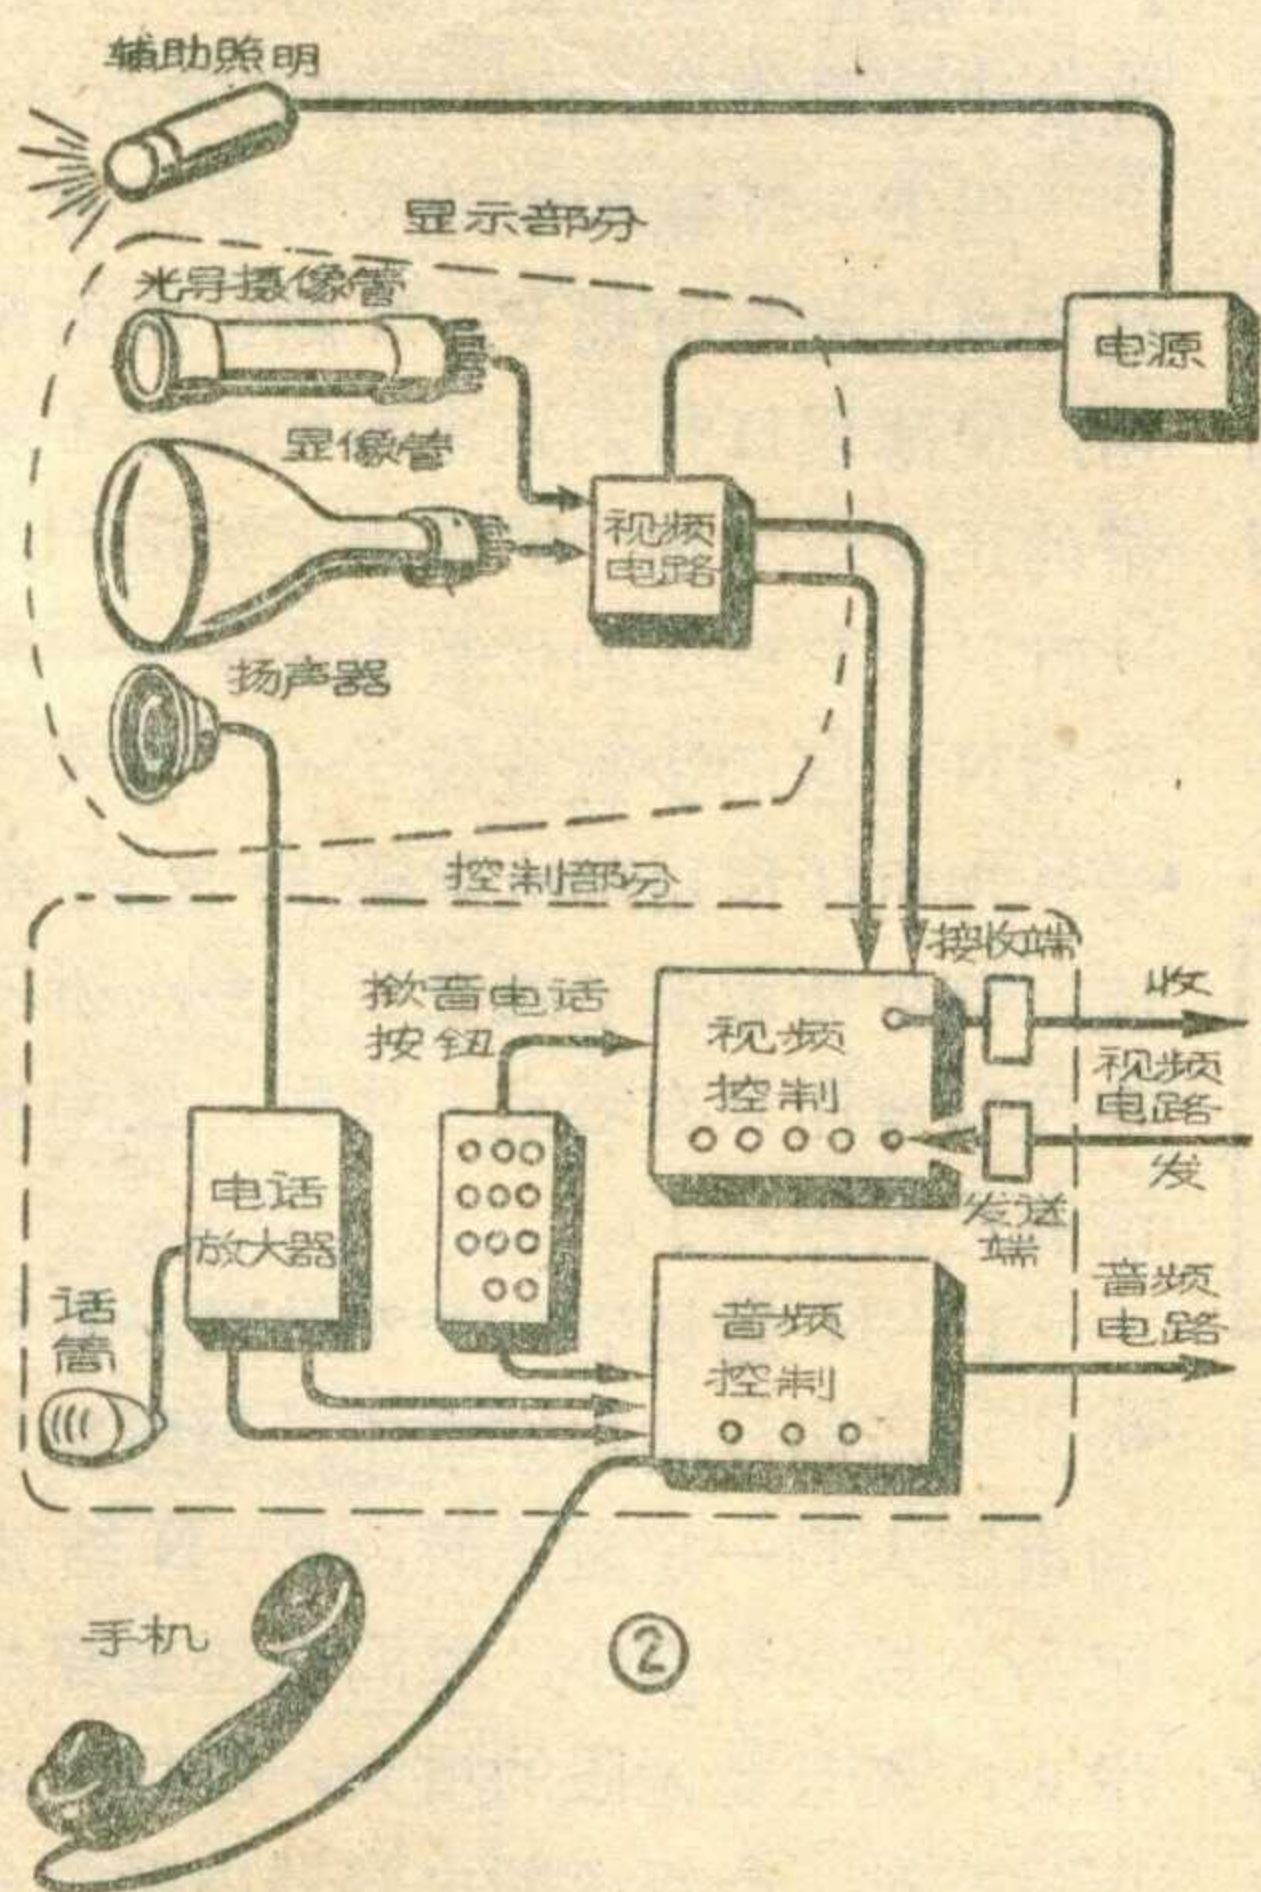 辅助照明
显示部分
光导摄像管
电源
显像管
视频
电路
扬声器
控制部分
接收端
揿音电话
按钮
视频
控制
收
视频
电路
发
发送
端
电话
放大器
话
筒
音频
控制
音频
电路
手机
②